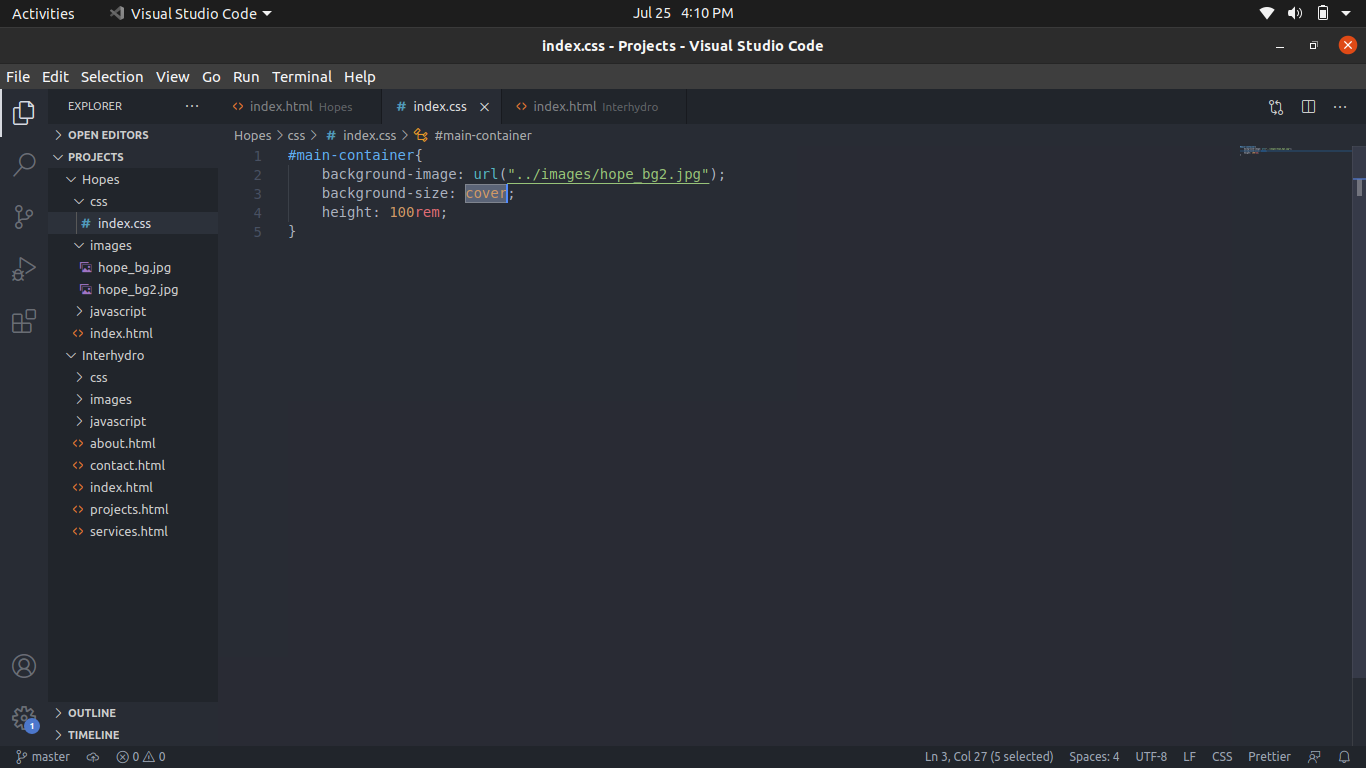 Activities Visual Studio Code Jul 25 4:10 PM
index.css - Projects - Visual Studio Code
File Edit Selection View Go Run Terminal Help
EXPLORER ··· index.html Hopes # index.css index.html Interhydro ···
OPEN EDITORS
PROJECTS
Hopes
css
# index.css
images
hope_bg.jpg
hope_bg2.jpg
javascript
index.html
Interhydro
css
images
javascript
about.html
contact.html
index.html
projects.html
services.html
OUTLINE
TIMELINE
Hopes > css > # index.css > #main-container
1 #main-container{
2 background-image: url("../images/hope_bg2.jpg");
3 background-size: cover;
4 height: 100rem;
5 }
1
master 0 0 Ln 3, Col 27 (5 selected) Spaces: 4 UTF-8 LF CSS Prettier